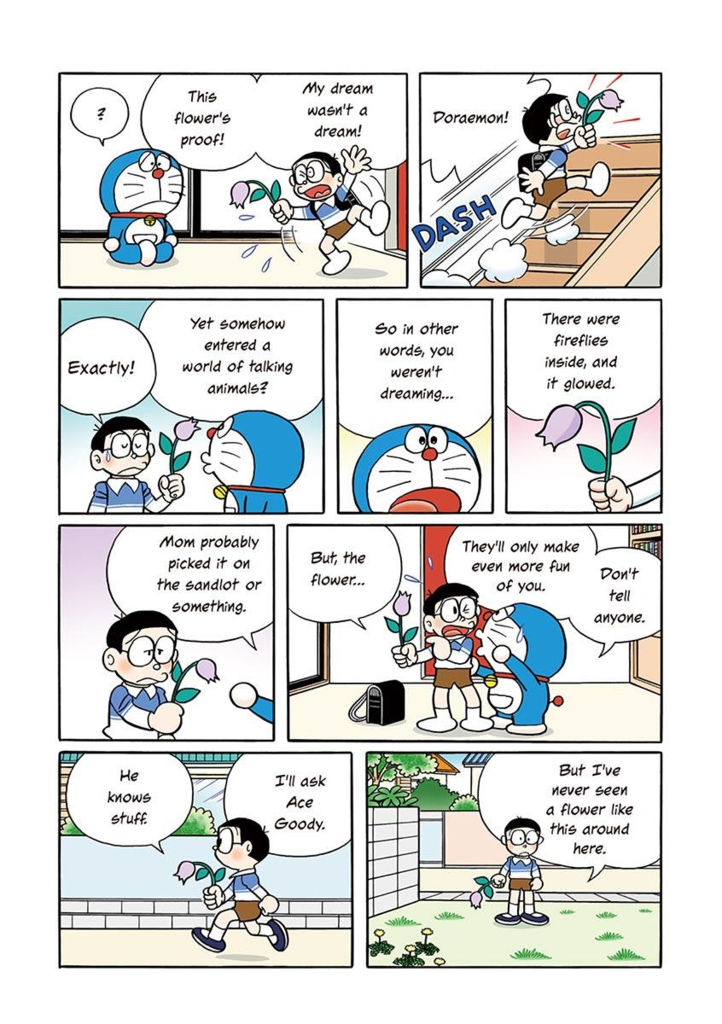 Doraemon!
DASH
My dream
wasn't a
dream!
This
flower's
proof!
?
There were
fireflies
inside, and
it glowed.
So in other
words, you
weren't
dreaming...
Yet somehow
entered a
world of talking
animals?
Exactly!
Don't
tell
anyone.
They'll only make
even more fun
of you.
But, the
flower...
Mom probably
picked it on
the sandlot or
something.
But I've
never seen
a flower like
this around
here.
I'll ask
Ace
Goody.
He
knows
stuff.